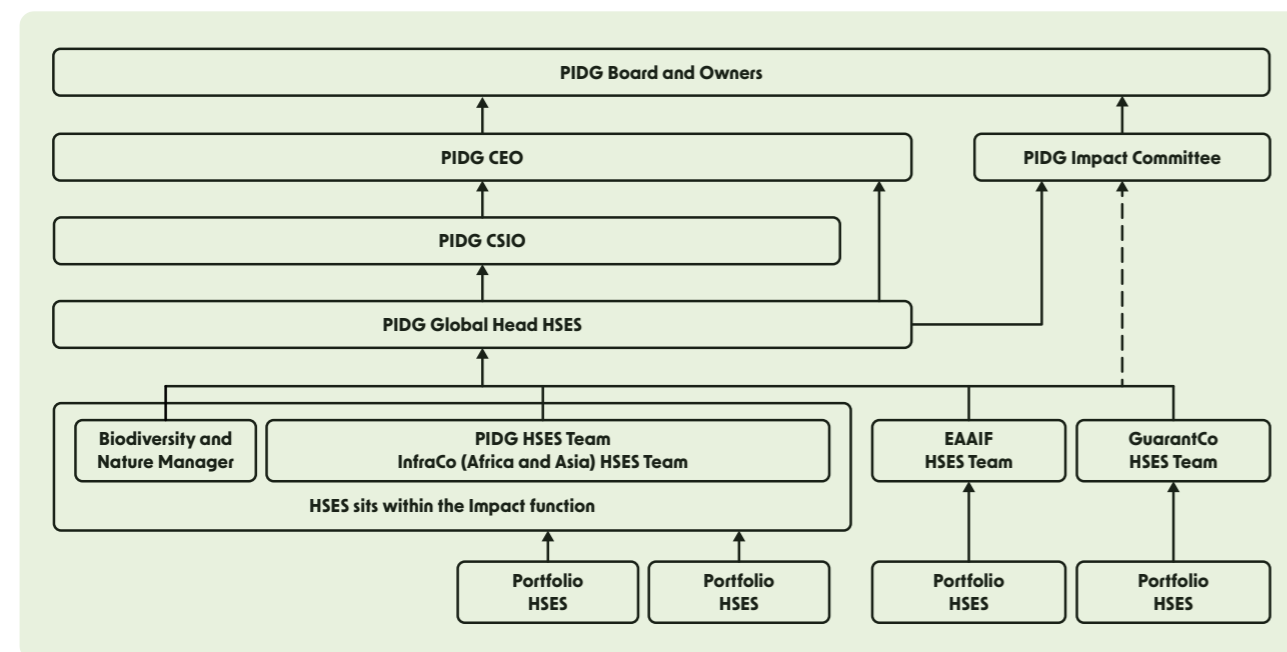 PIDG Board and Owners
PIDG CEO
PIDG Impact Committee
PIDG CSIO
PIDG Global Head HSES
Biodiversity and
Nature Manager
PIDG HSES Team
InfraCo (Africa and Asia) HSES Team
EAAIF
HSES Team
GuarantCo
HSES Team
HSES sits within the Impact function
Portfolio
HSES
Portfolio
HSES
Portfolio
HSES
Portfolio
HSES